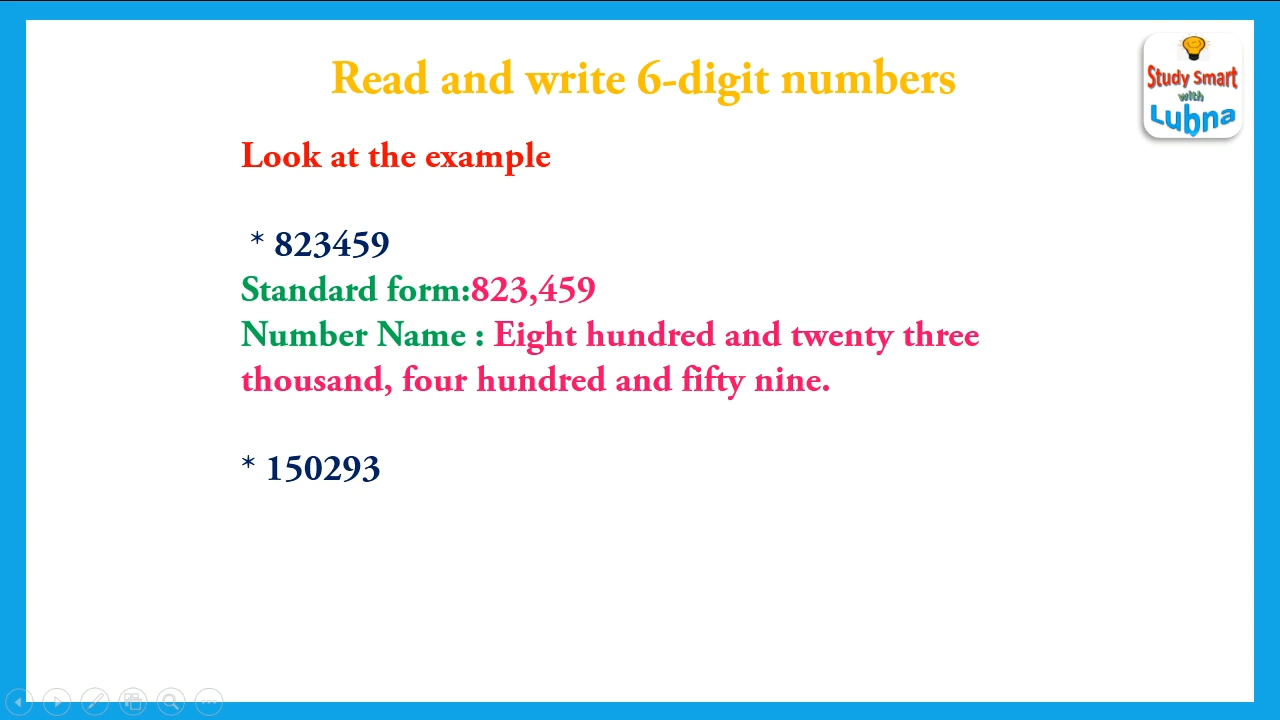 Read and write 6-digit numbers
Study Smart
with
Lubna
Look at the example
* 823459
Standard form:823,459
Number Name : Eight hundred and twenty three
thousand, four hundred and fifty nine.
* 150293